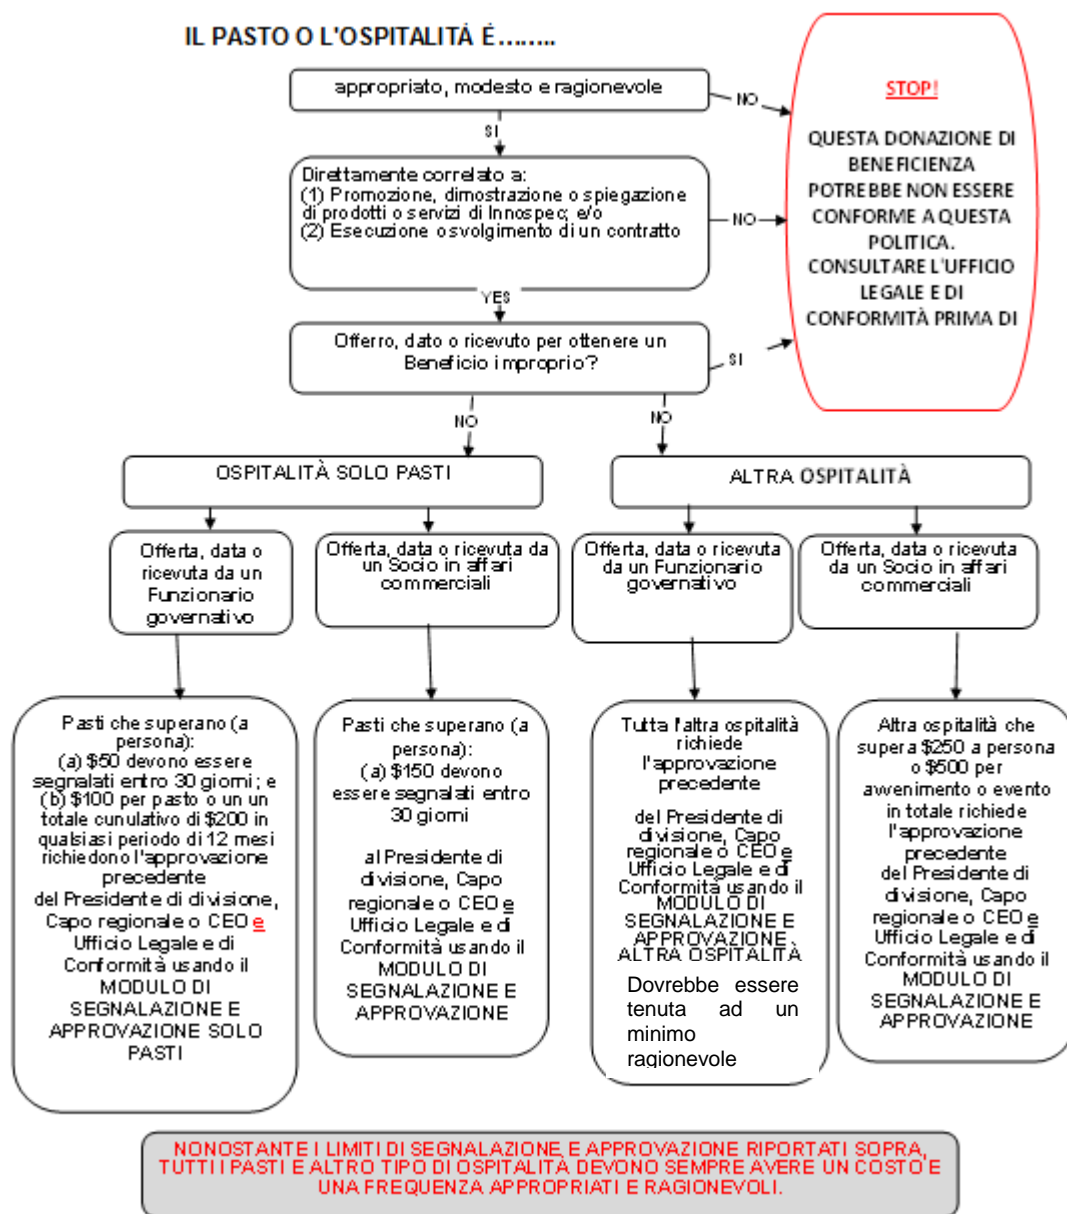 IL PASTO O L'OSPITALITÀ È........
appropriato, modesto e ragionevole
NO
SI
STOP!
QUESTA DONAZIONE DI
BENEFICIENZA
POTREBBE NON ESSERE
CONFORME A QUESTA
POLITICA.
CONSULTARE L'UFFICIO
LEGALE E DI
CONFORMITÀ PRIMA DI
Direttamente correlato a:
(1) Promozione, dimostrazione o spiegazione
di prodotti o servizi di Innospec; e/o
(2) Esecuzione o svolgimento di un contratto
NO
YES
Offerro, dato o ricevuto per ottenere un
Beneficio improprio?
SI
NO
NO
OSPITALITÀ SOLO PASTI
ALTRA OSPITALITÀ
Offerta, data o
ricevuta da un
Funzionario
governativo
Offerta, data o ricevuta da
un Socio in affari
commerciali
Offerta, data o ricevuta
da un Funzionario
governativo
Offerta, data o ricevuta
da un Socio in affari
commerciali
Pasti che superano (a
persona):
(a) $50 devono essere
segnalati entro 30 giorni; e
(b) $100 per pasto o un un
totale cunulativo di $200 in
qualsiasi periodo di 12 mesi
richiedono l'approvazione
precedente
del Presidente di divisione,
Capo regionale o CEO e
Ufficio Legale e di
Conformità usando il
MODULO DI
SEGNALAZIONE E
APPROVAZIONE SOLO
PASTI
Pasti che superano (a
persona):
(a) $150 devono
essere segnalati entro
30 giorni
al Presidente di
divisione, Capo
regionale o CEO e
Ufficio Legale e di
Conformità usando il
MODULO DI
SEGNALAZIONE E
APPROVAZIONE
Tutta l'altra ospitalità
richiede
l'approvazione
precedente
del Presidente di
divisione, Capo
regionale o CEO e
Ufficio Legale e di
Conformità usando il
MODULO DI
SEGNALAZIONE E
APPROVAZIONE
ALTRA OSPITALITÀ
Dovrebbe essere
tenuta ad un
minimo
ragionevole
Altra ospitalità che
supera $250 a persona
o $500 per
avvenimento o evento
in totale richiede
l'approvazione
precedente
del Presidente di
divisione, Capo
regionale o CEO e
Ufficio Legale e di
Conformità usando il
MODULO DI
SEGNALAZIONE E
APPROVAZIONE
NONOSTANTE I LIMITI DI SEGNALAZIONE E APPROVAZIONE RIPORTATI SOPRA,
TUTTI I PASTI E ALTRO TIPO DI OSPITALITÀ DEVONO SEMPRE AVERE UN COSTO E
UNA FREQUENZA APPROPRIATI E RAGIONEVOLI.